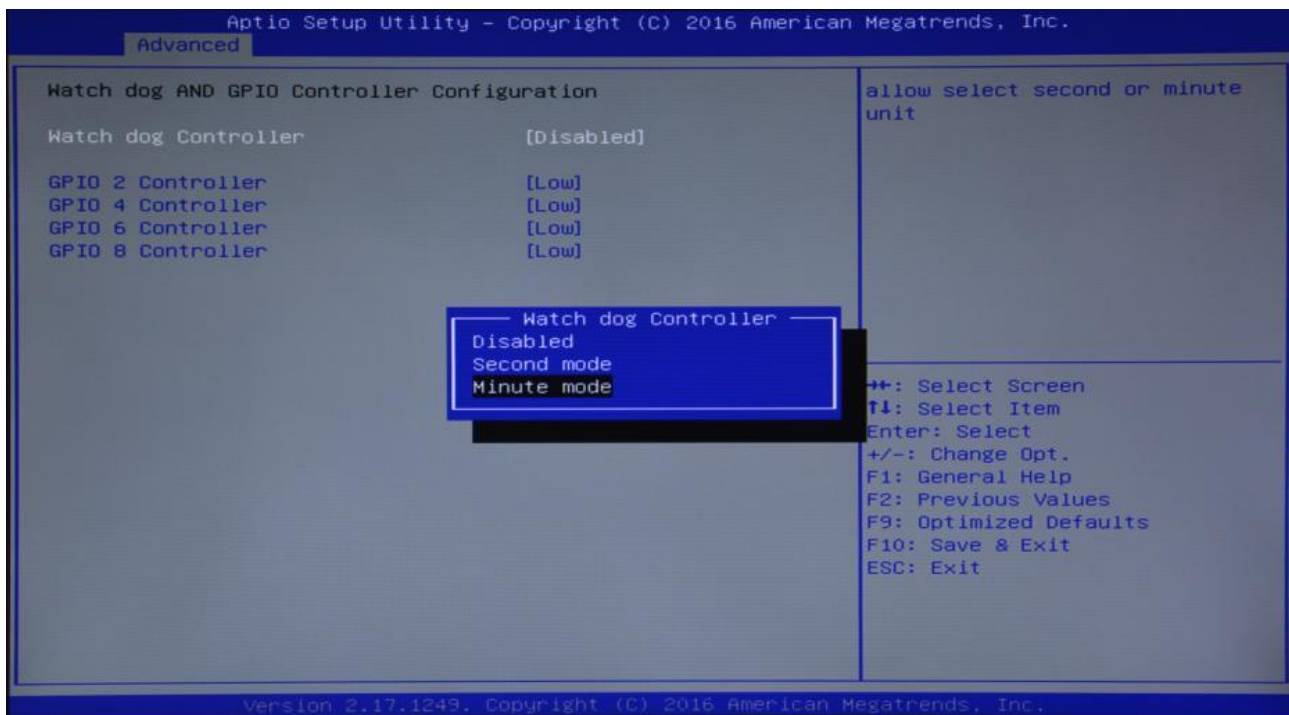 Aptio Setup Utility – Copyright (C) 2016 American Megatrends, Inc.
Advanced
Watch dog AND GPIO Controller Configuration
Watch dog Controller [Disabled]
GPIO 2 Controller [Low]
GPIO 4 Controller [Low]
GPIO 6 Controller [Low]
GPIO 8 Controller [Low]
Watch dog Controller
Disabled
Second mode
Minute mode
allow select second or minute
unit
→←: Select Screen
↑↓: Select Item
Enter: Select
+/-: Change Opt.
F1: General Help
F2: Previous Values
F9: Optimized Defaults
F10: Save & Exit
ESC: Exit
Version 2.17.1249. Copyright (C) 2016 American Megatrends, Inc.